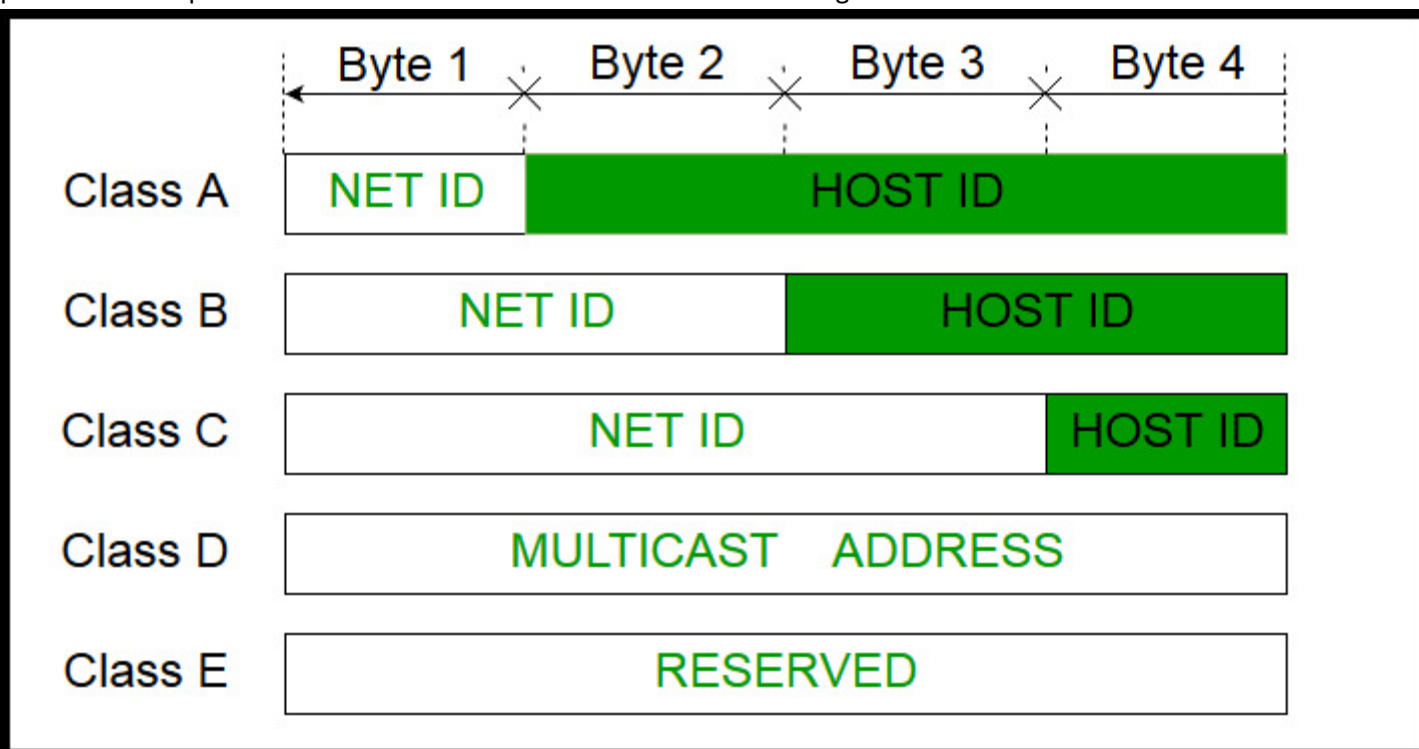 Byte 1 Byte 2 Byte 3 Byte 4
Class A NET ID HOST ID
Class B NET ID HOST ID
Class C NET ID HOST ID
Class D MULTICAST ADDRESS
Class E RESERVED